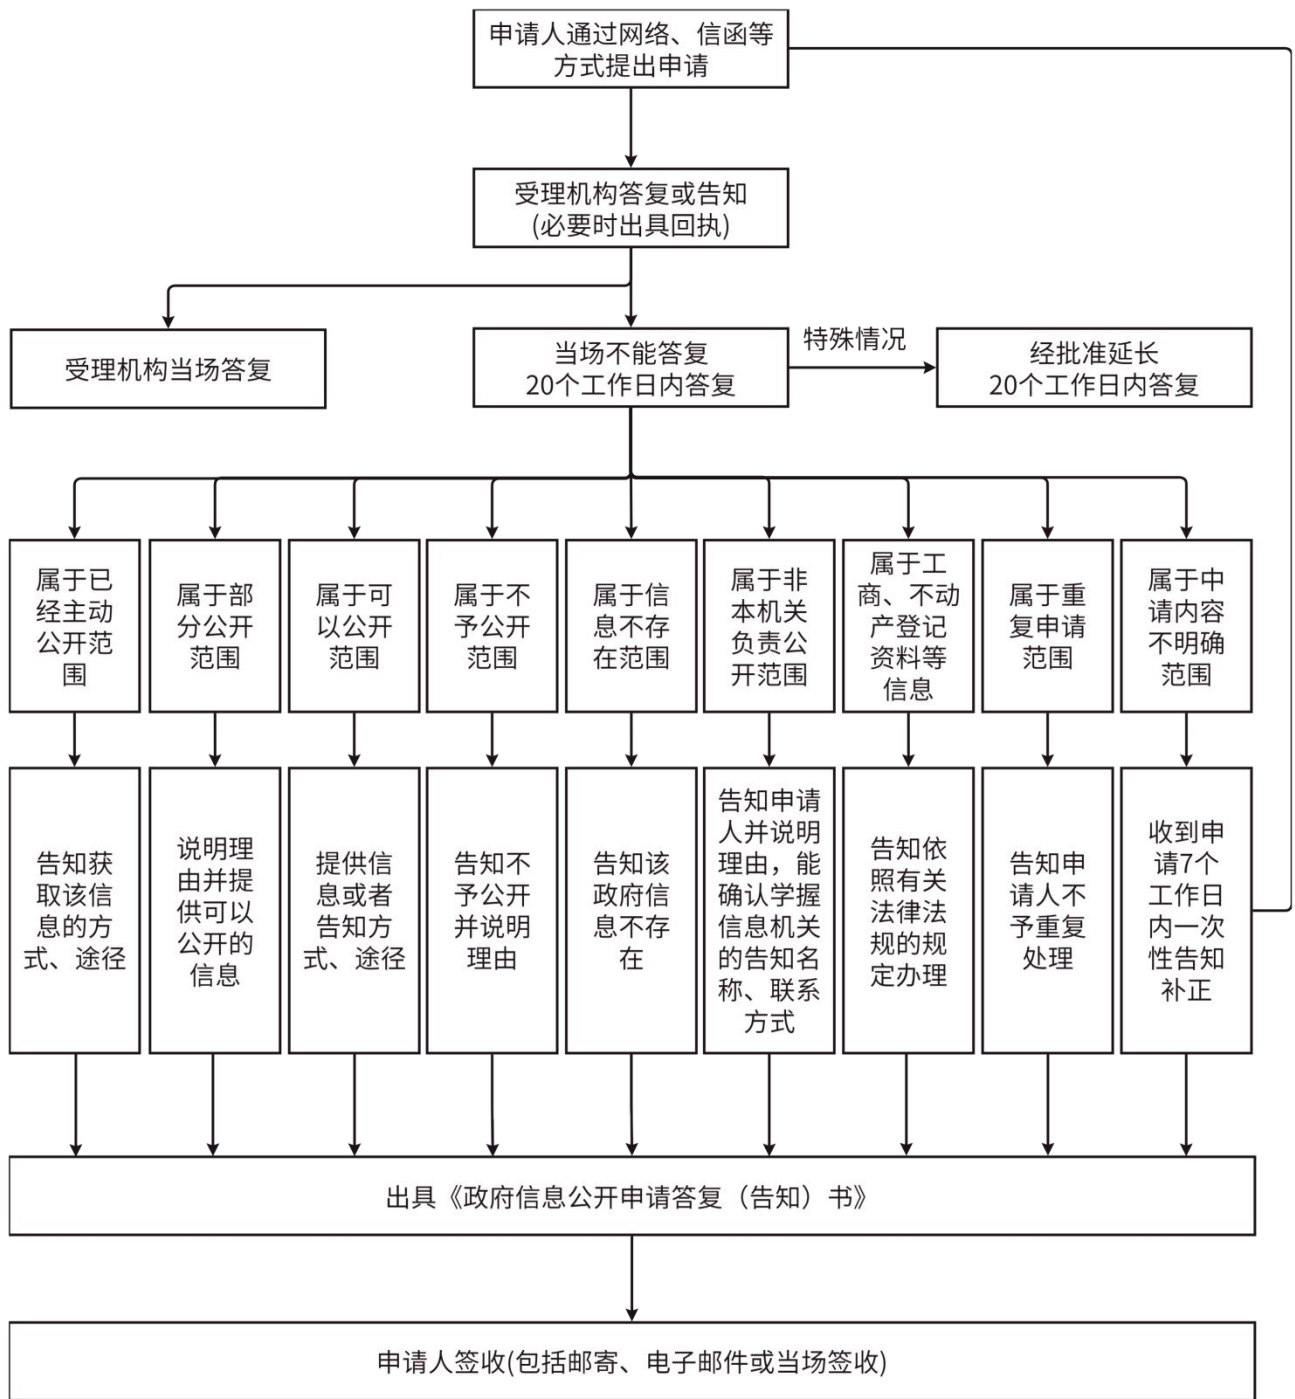 申请人通过网络、信函等
方式提出申请
受理机构答复或告知
(必要时出具回执)
受理机构当场答复
当场不能答复
20个工作日内答复
特殊情况
经批准延长
20个工作日内答复
属于已
经主动
公开范
围
属于部
分公开
范围
属于可
以公开
范围
属于不
予公开
范围
属于信
息不存
在范围
属于非
本机关
负责公
开范围
属于工
商、不动
产登记
资料等
信息
属于重
复申请
范围
属于中
请内容
不明确
范围
告知获
取该信
息的方
式、途径
说明理
由并提
供可以
公开的
信息
提供信
息或者
告知方
式、途径
告知不
予公开
并说明
理由
告知该
政府信
息不存
在
告知申请
人并说明
理由，能
确认学握
信息机关
的告知名
称、联系
方式
告知依
照有关
法律法
规的规
定办理
告知申
请人不
予重复
处理
收到申
请7个
工作日
内一次
性告知
补正
出具《政府信息公开申请答复（告知）书》
申请人签收(包括邮寄、电子邮件或当场签收)